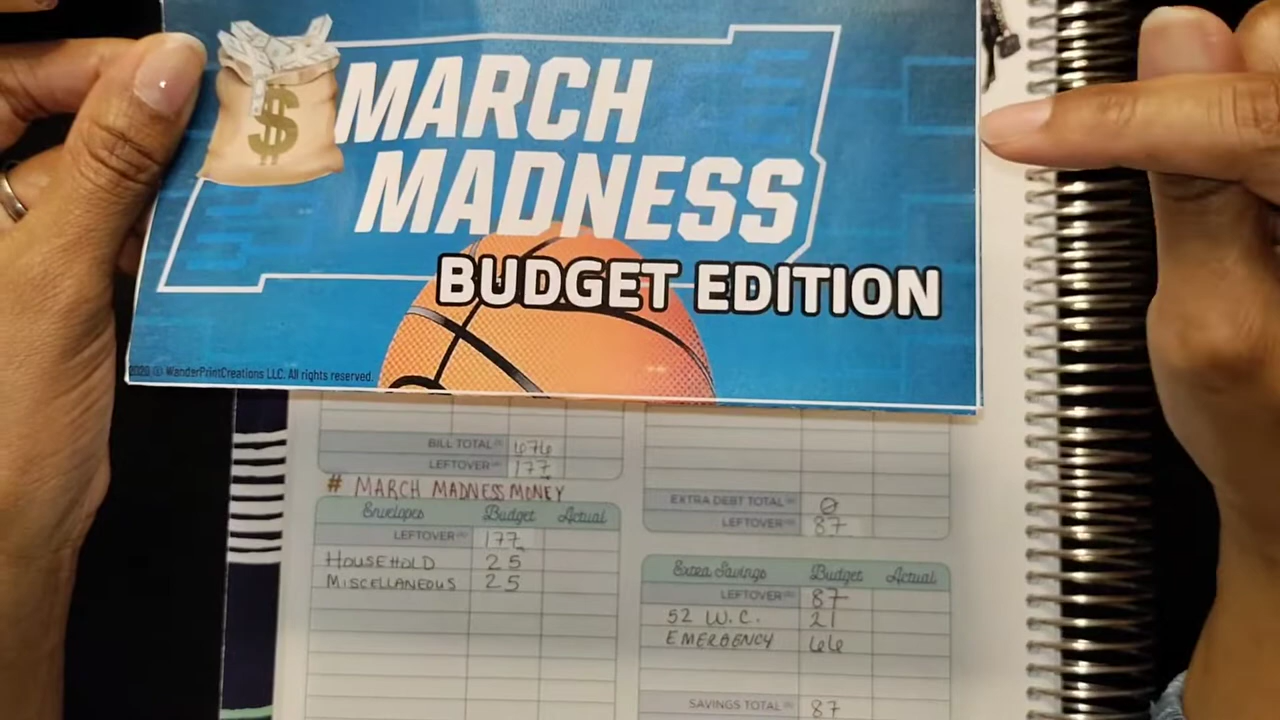 $
MARCH
MADNESS
BUDGET EDITION
2020 © WanderPrintCreations LLC. All rights reserved.
BILL TOTAL 676
LEFTOVER 177
# MARCH MADNESS MONEY
Envelopes Budget Actual
LEFTOVER 177
HOUSEHOLD 25
MISCELLANEOUS 25
EXTRA DEBT TOTAL 0
LEFTOVER 87
Extra Savings Budget Actual
LEFTOVER 87
52 W.C. 21
EMERGENCY 66
SAVINGS TOTAL 87